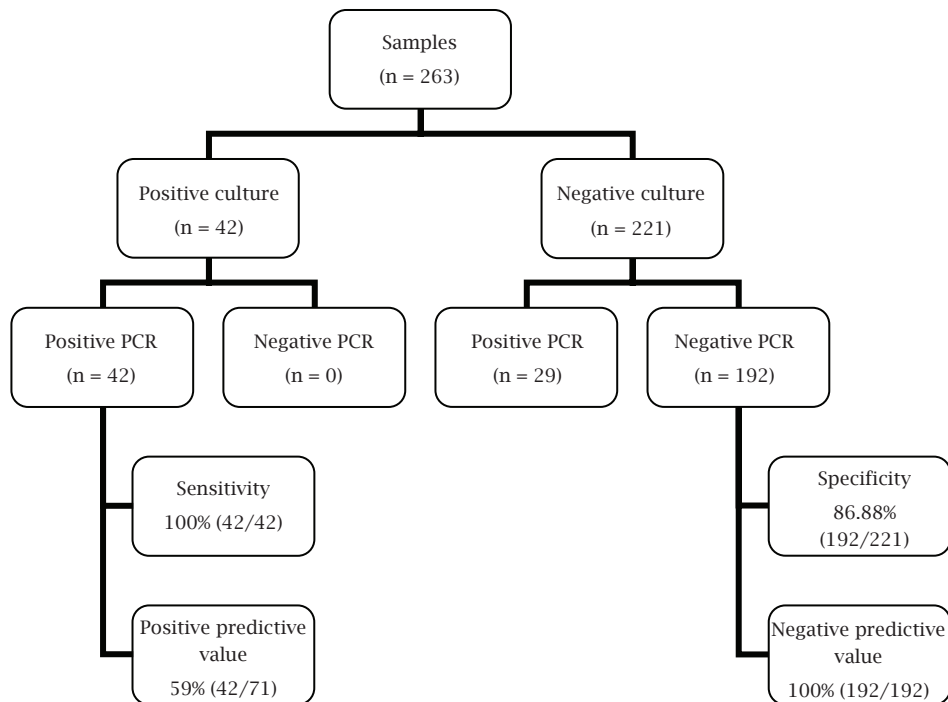 Samples
(n = 263)
Positive culture
(n = 42)
Negative culture
(n = 221)
Positive PCR
(n = 42)
Negative PCR
(n = 0)
Positive PCR
(n = 29)
Negative PCR
(n = 192)
Sensitivity
100% (42/42)
Specificity
86.88%
(192/221)
Positive predictive
value
59% (42/71)
Negative predictive
value
100% (192/192)